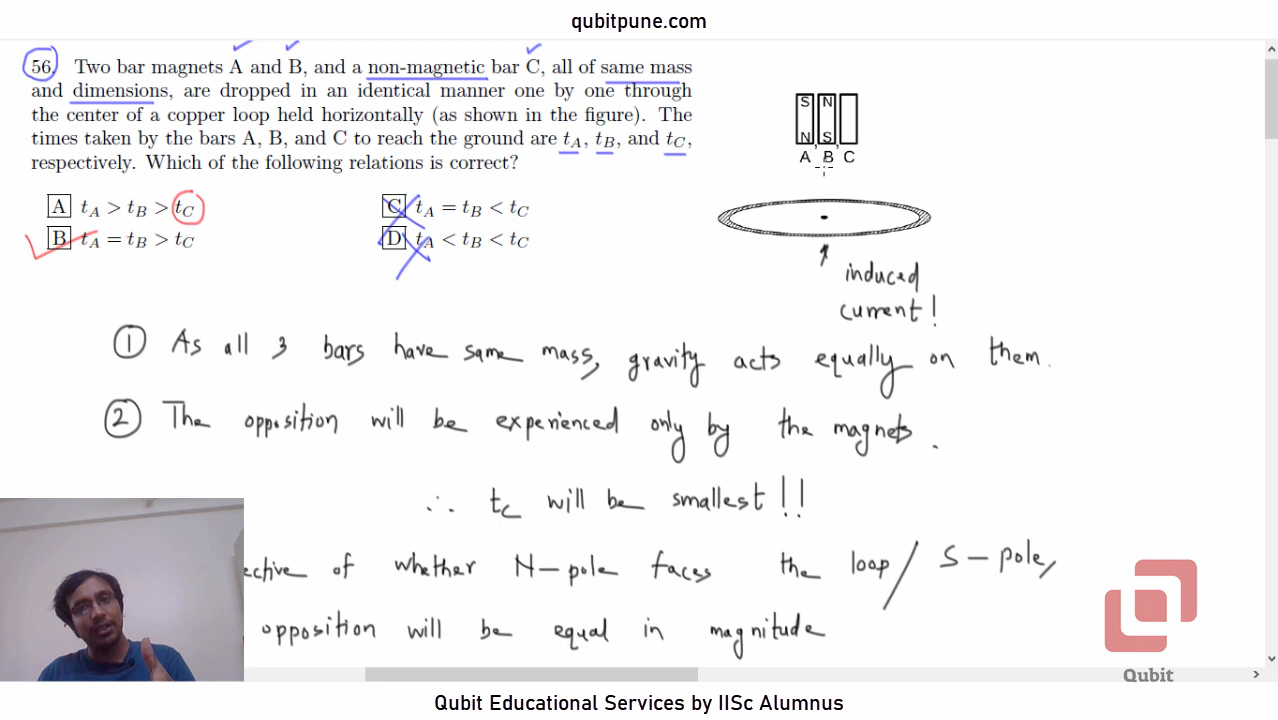 qubitpune.com
56. Two bar magnets A and B, and a non-magnetic bar C, all of same mass
and dimensions, are dropped in an identical manner one by one through
the center of a copper loop held horizontally (as shown in the figure). The
times taken by the bars A, B, and C to reach the ground are tA, tB, and tC,
respectively. Which of the following relations is correct?
A tA > tB > tC
C tA = tB < tC
B tA = tB > tC
D tA < tB < tC
S N
N S
A B C
induced
current!
① As all 3 bars have same mass, gravity acts equally on them.
② The opposition will be experienced only by the magnets.
∴ tc will be smallest!!
ective of whether N-pole faces the loop / S-pole,
opposition will be equal in magnitude
Qubit
Qubit Educational Services by IISc Alumnus